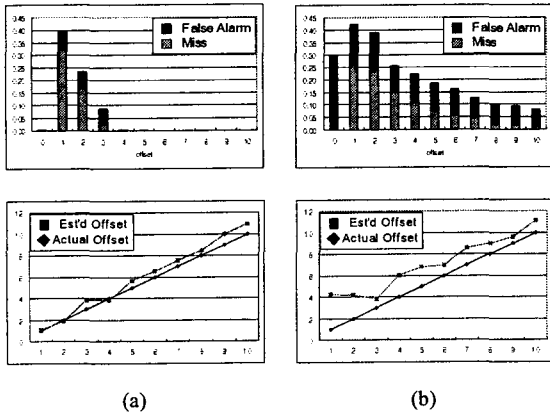 0.45
0.40
0.35
0.30
0.25
0.20
0.15
0.10
0.05
0.00
False Alarm
Miss
0 1 2 3 4 5 6 7 8 9 10
offset
0.45
0.40
0.35
0.30
0.25
0.20
0.15
0.10
0.05
0.00
False Alarm
Miss
0 1 2 3 4 5 6 7 8 9 10
offset
12
10
8
6
4
2
0
Est'd Offset
Actual Offset
1 2 3 4 5 6 7 8 9 10
12
10
8
6
4
2
0
Est'd Offset
Actual Offset
1 2 3 4 5 6 7 8 9 10
(a)
(b)